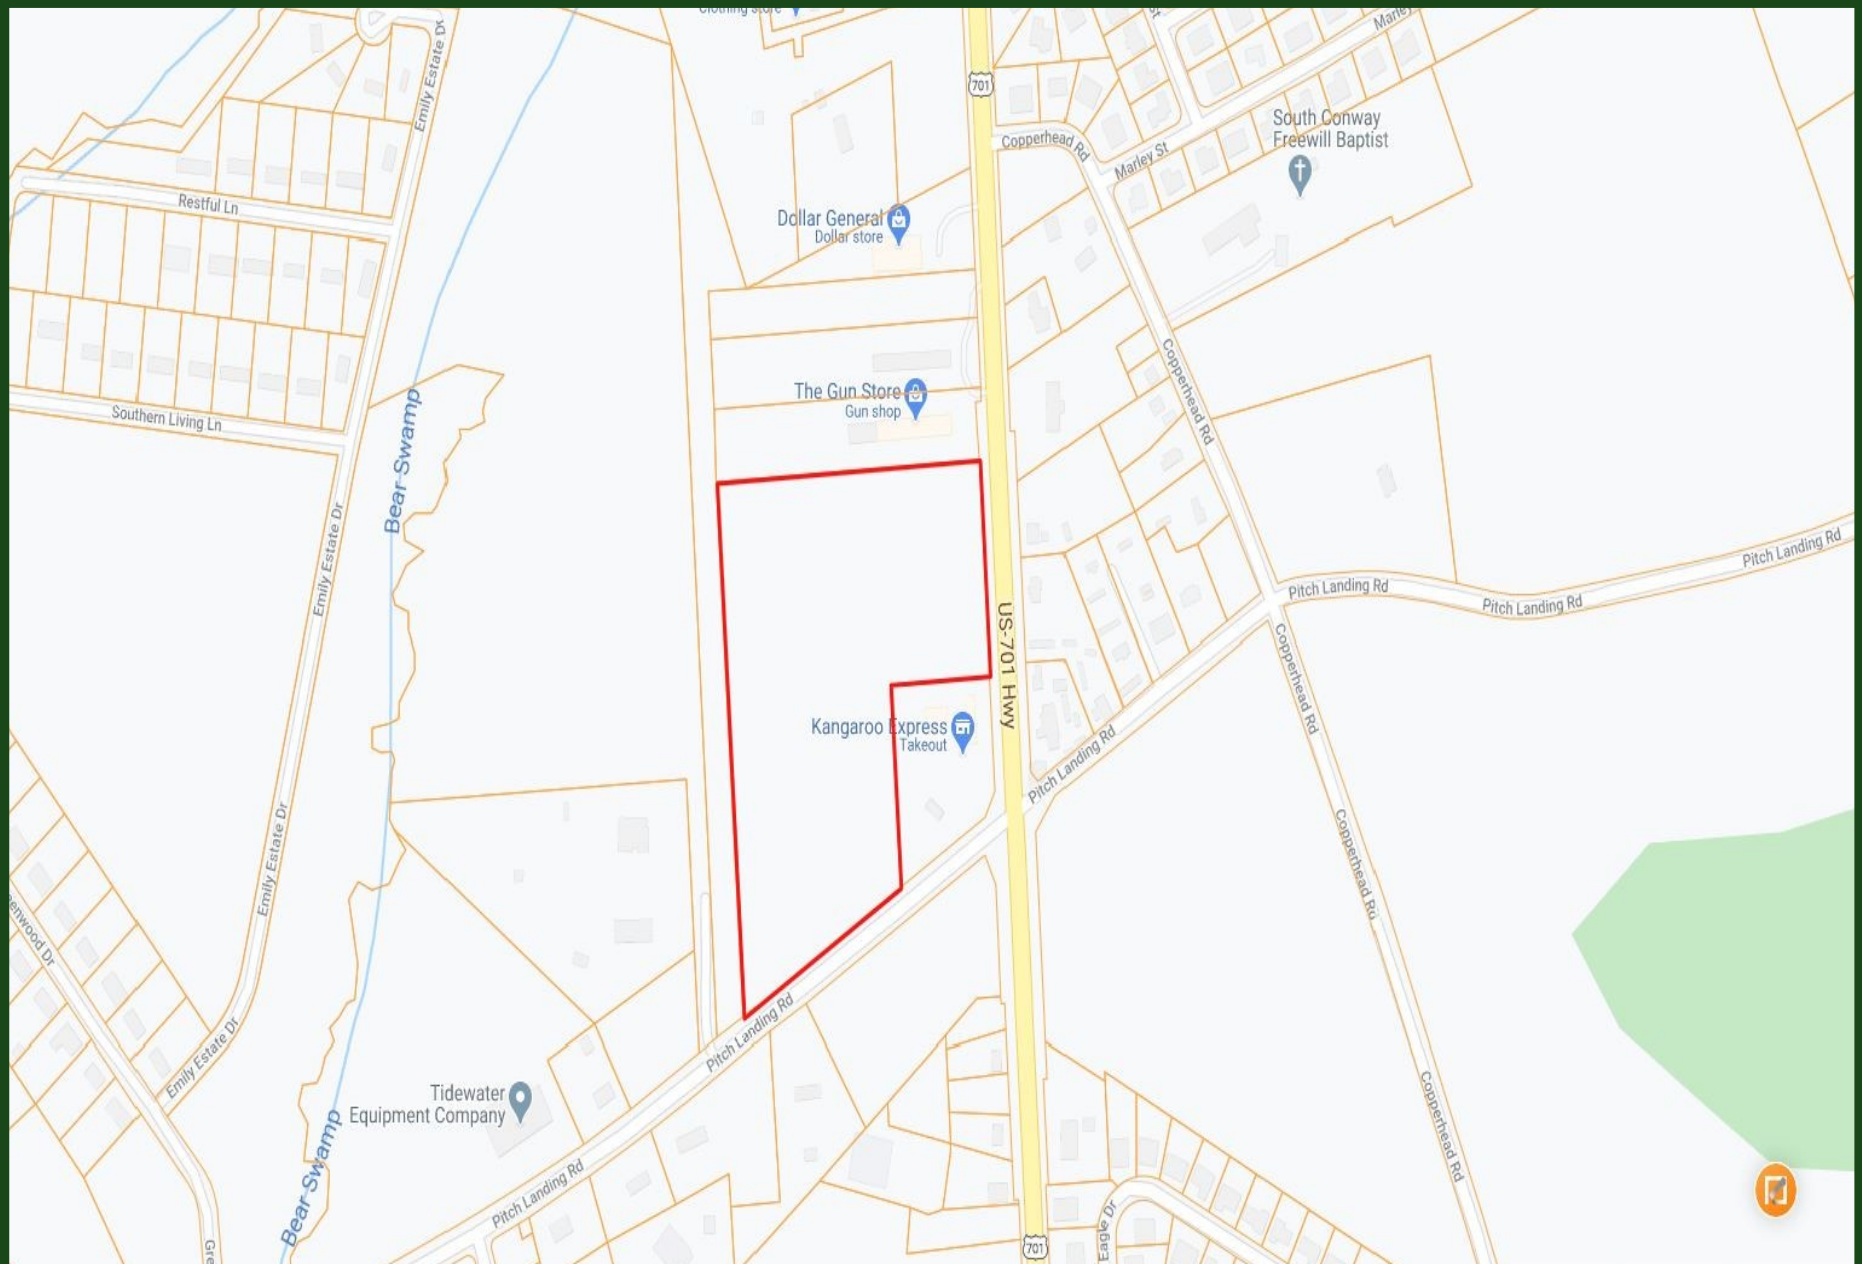 Clothing store
Emily Estate Dr
701
Marley
South Conway
Freewill Baptist
Copperhead Rd
Marley St
Restful Ln
Dollar General
Dollar store
The Gun Store
Gun shop
Copperhead Rd
Southern Living Ln
Bear Swamp
Emily Estate Dr
Pitch Landing Rd
Pitch Landing Rd
Pitch Landing Rd
US-701 Hwy
Copperhead Rd
Kangaroo Express
Takeout
Pitch Landing Rd
Emily Estate Dr
Copperhead Rd
enwood Dr
Pitch Landing Rd
Emily Estate Dr
Tidewater
Equipment Company
Copperhead Rd
Bear Swamp
Pitch Landing Rd
Eagle Dr
Gre
701